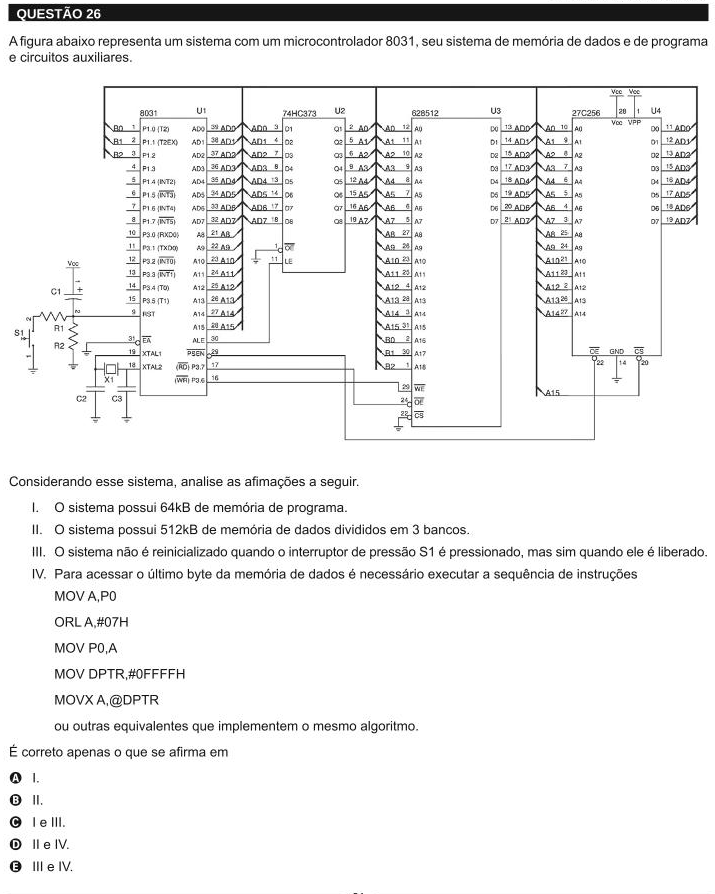 QUESTÃO 26
A figura abaixo representa um sistema com um microcontrolador 8031, seu sistema de memória de dados e de programa
e circuitos auxiliares.
8031 U1
74HC373 U2
628512 U3
27C256 U4
Vcc Vcc
28 1
Vcc VPP
B0 1 P1.0 (T2) AD0 39 AD0
B1 2 P1.1 (T2EX) AD1 38 AD1
B2 3 P1.2 AD2 37 AD2
4 P1.3 AD3 36 AD3
5 P1.4 (INT2) AD4 35 AD4
6 P1.5 (INT3) AD5 34 AD5
7 P1.6 (INT4) AD6 33 AD6
8 P1.7 (INT5) AD7 32 AD7
10 P3.0 (RXD0) A8 21 A8
11 P3.1 (TXD0) A9 22 A9
12 P3.2 (INT0) A10 23 A10
13 P3.3 (INT1) A11 24 A11
14 P3.4 (T0) A12 25 A12
15 P3.5 (T1) A13 26 A13
9 RST A14 27 A14
A15 28 A15
31 EA ALE 30
19 XTAL1 PSEN 29
18 XTAL2 (RD) P3.7 17
(WR) P3.6 16
Vcc
C1
S1
R1
R2
X1
C2 C3
AD0 3 D1 Q1 2 A0
AD1 4 D2 Q2 5 A1
AD2 7 D3 Q3 6 A2
AD3 8 D4 Q4 9 A3
AD4 13 D5 Q5 12 A4
AD5 14 D6 Q6 15 A5
AD6 17 D7 Q7 16 A6
AD7 18 D8 Q8 19 A7
1 OE
11 LE
A0 12 A0 D0 13 AD0
A1 11 A1 D1 14 AD1
A2 10 A2 D2 15 AD2
A3 9 A3 D3 17 AD3
A4 8 A4 D4 18 AD4
A5 7 A5 D5 19 AD5
A6 6 A6 D6 20 AD6
A7 5 A7 D7 21 AD7
A8 27 A8
A9 26 A9
A10 23 A10
A11 25 A11
A12 4 A12
A13 28 A13
A14 3 A14
A15 31 A15
B0 2 A16
B1 30 A17
B2 1 A18
29 WE
24 OE
22 CS
A0 10 A0 D0 11 AD0
A1 9 A1 D1 12 AD1
A2 8 A2 D2 13 AD2
A3 7 A3 D3 15 AD3
A4 6 A4 D4 16 AD4
A5 5 A5 D5 17 AD5
A6 4 A6 D6 18 AD6
A7 3 A7 D7 19 AD7
A8 25 A8
A9 24 A9
A10 21 A10
A11 23 A11
A12 2 A12
A13 26 A13
A14 27 A14
OE GND CS
22 14 20
A15
Considerando esse sistema, analise as afimações a seguir.
I. O sistema possui 64kB de memória de programa.
II. O sistema possui 512kB de memória de dados divididos em 3 bancos.
III. O sistema não é reinicializado quando o interruptor de pressão S1 é pressionado, mas sim quando ele é liberado.
IV. Para acessar o último byte da memória de dados é necessário executar a sequência de instruções
MOV A,P0
ORL A,#07H
MOV P0,A
MOV DPTR,#0FFFFH
MOVX A,@DPTR
ou outras equivalentes que implementem o mesmo algoritmo.
É correto apenas o que se afirma em
A I.
B II.
C I e III.
D II e IV.
E III e IV.